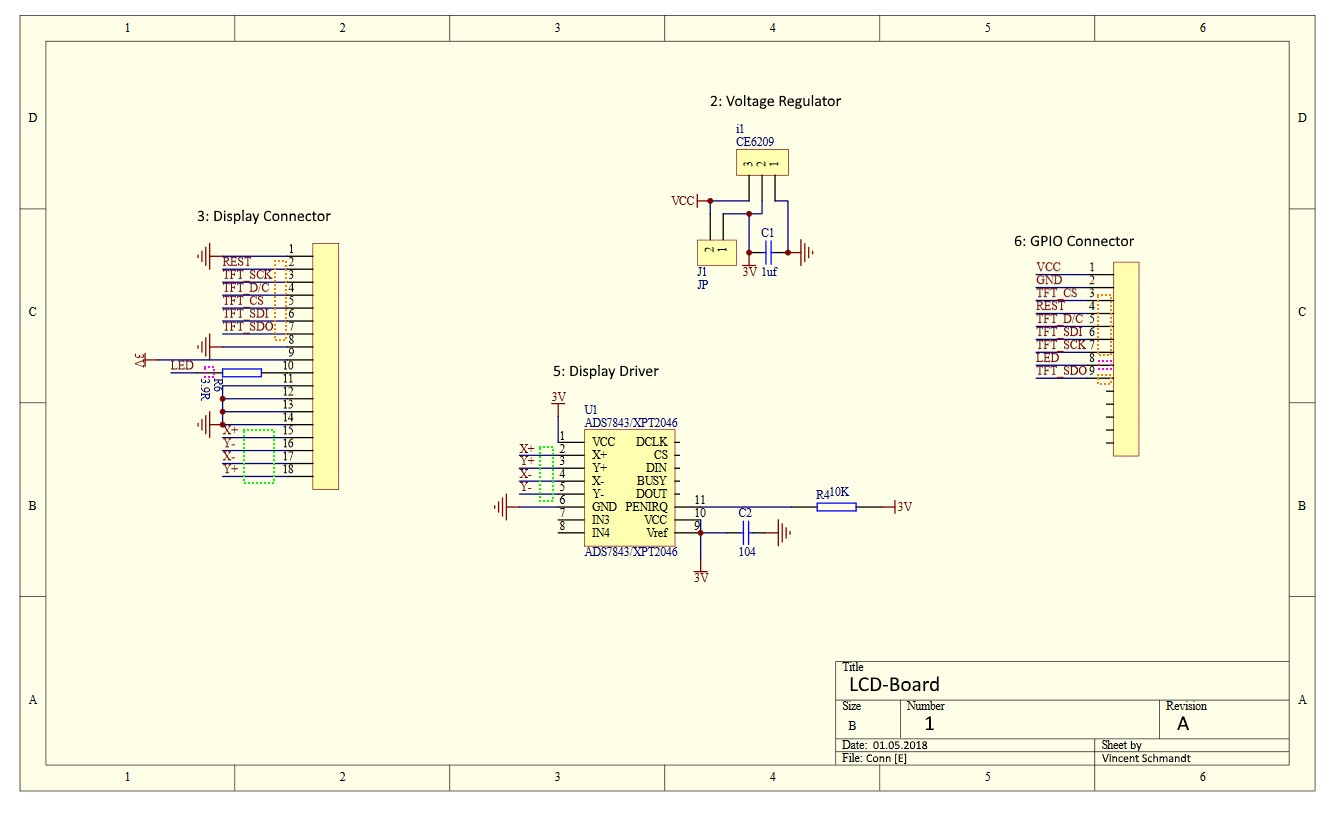 1 2 3 4 5 6
D D
C C
B B
A A
2: Voltage Regulator
i1
CE6209
3 2 1
VCC
2 1
J1
JP
C1
3V 1uf
3: Display Connector
1
REST 2
TFT_SCK 3
TFT_D/C 4
TFT_CS 5
TFT_SDI 6
TFT_SDO 7
8
3V 9
LED 10
R6
3.9R
11
12
13
14
X+ 15
Y- 16
X- 17
Y+ 18
6: GPIO Connector
VCC 1
GND 2
TFT_CS 3
REST 4
TFT_D/C 5
TFT_SDI 6
TFT_SCK 7
LED 8
TFT_SDO 9
5: Display Driver
3V
U1
ADS7843/XPT2046
1 VCC DCLK
X+ 2 X+ CS
Y+ 3 Y+ DIN
X- 4 X- BUSY
Y- 5 Y- DOUT
6 GND PENIRQ 11
7 IN3 VCC 10
8 IN4 Vref 9
ADS7843/XPT2046
R4 10K
3V
C2
104
3V
Title
LCD-Board
Size Number Revision
B 1 A
Date: 01.05.2018 Sheet by
File: Conn [E] Vincent Schmandt
1 2 3 4 5 6